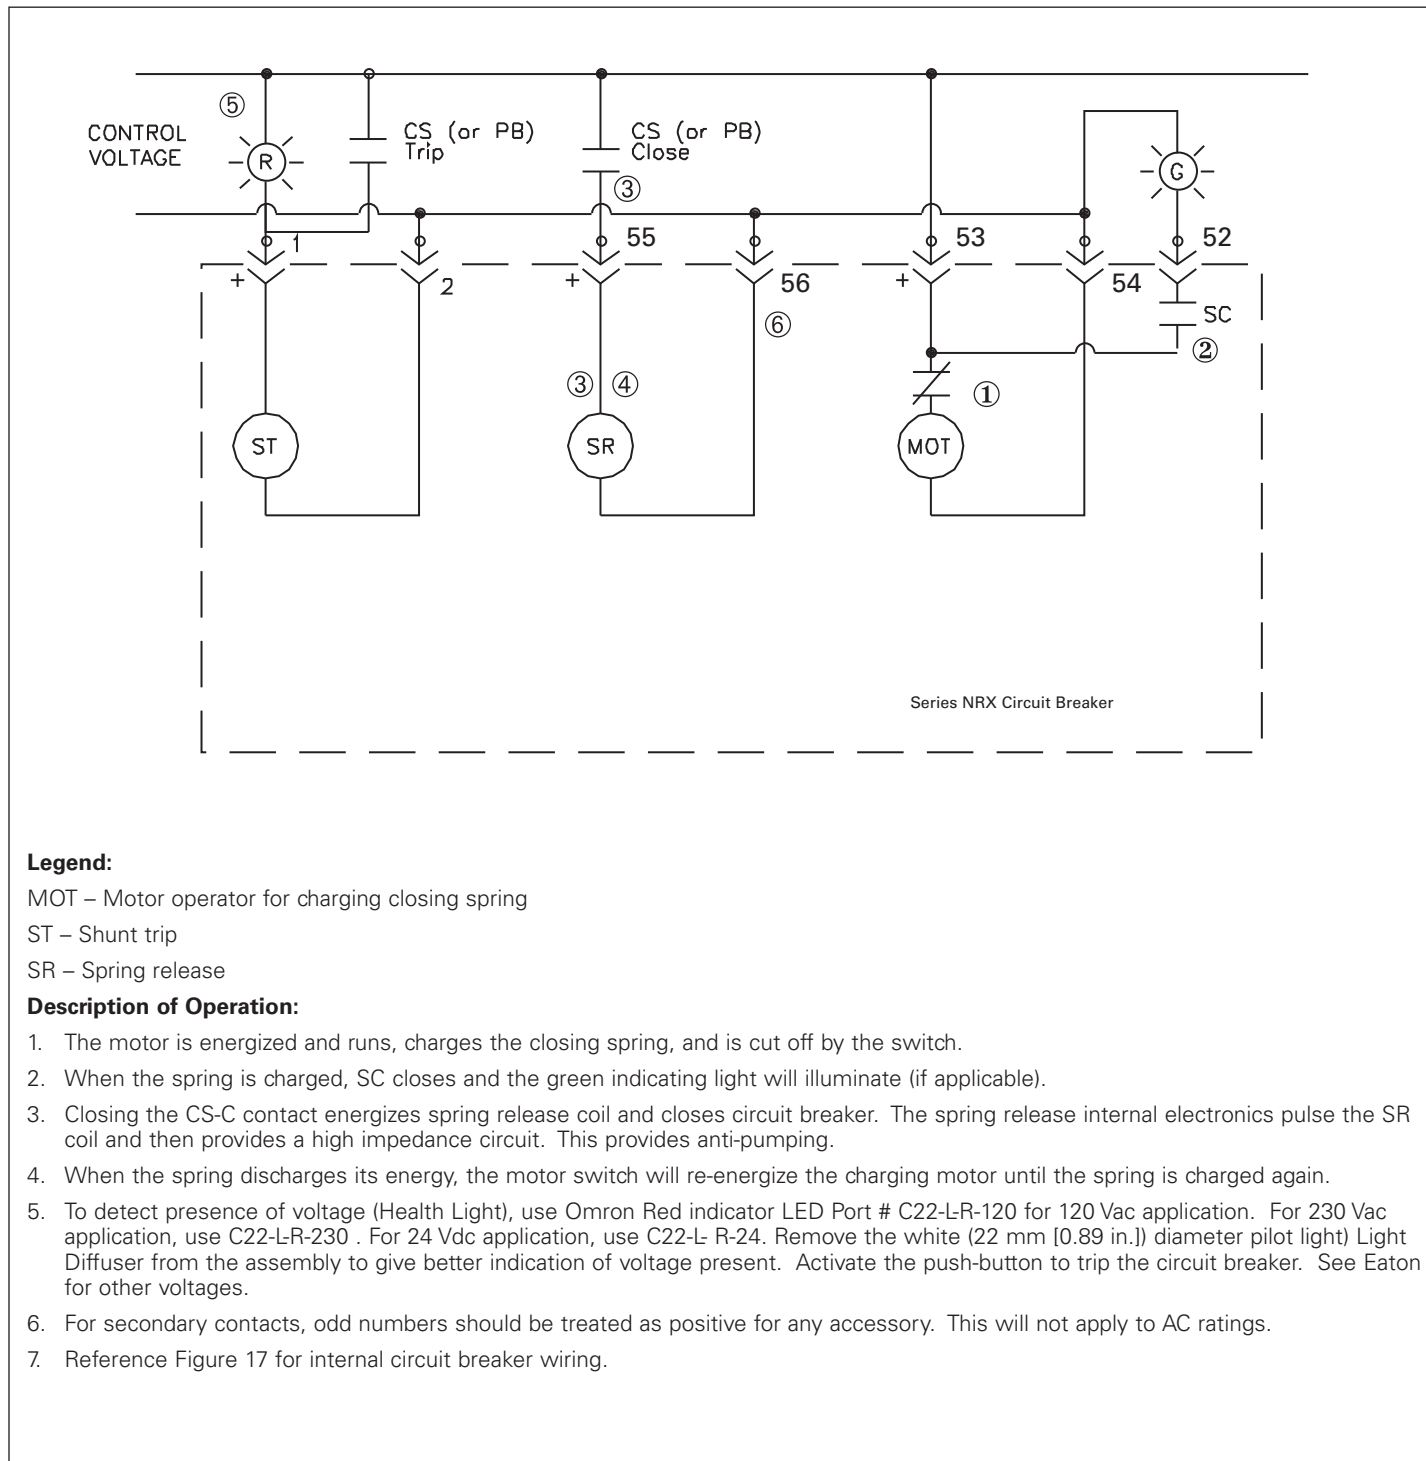 CONTROL
VOLTAGE
⑤
R
CS (or PB)
Trip
CS (or PB)
Close
③
G
1
55
53
52
+
2
+
56
+
54
SC
⑥
②
③ ④
①
ST
SR
MOT
Series NRX Circuit Breaker
Legend:
MOT – Motor operator for charging closing spring
ST – Shunt trip
SR – Spring release
Description of Operation:
1. The motor is energized and runs, charges the closing spring, and is cut off by the switch.
2. When the spring is charged, SC closes and the green indicating light will illuminate (if applicable).
3. Closing the CS-C contact energizes spring release coil and closes circuit breaker. The spring release internal electronics pulse the SR
coil and then provides a high impedance circuit. This provides anti-pumping.
4. When the spring discharges its energy, the motor switch will re-energize the charging motor until the spring is charged again.
5. To detect presence of voltage (Health Light), use Omron Red indicator LED Port # C22-L-R-120 for 120 Vac application. For 230 Vac
application, use C22-L-R-230 . For 24 Vdc application, use C22-L- R-24. Remove the white (22 mm [0.89 in.]) diameter pilot light) Light
Diffuser from the assembly to give better indication of voltage present. Activate the push-button to trip the circuit breaker. See Eaton
for other voltages.
6. For secondary contacts, odd numbers should be treated as positive for any accessory. This will not apply to AC ratings.
7. Reference Figure 17 for internal circuit breaker wiring.